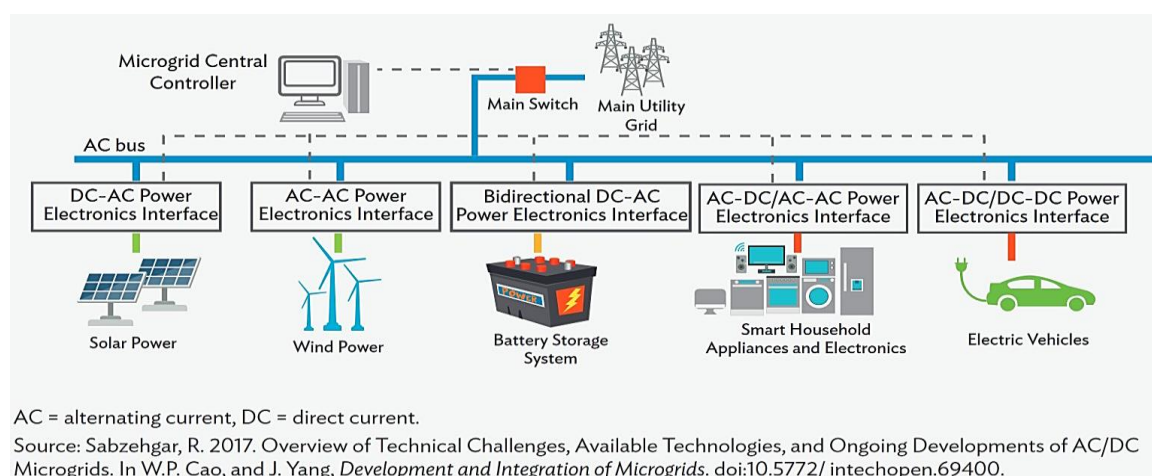 Microgrid Central
Controller
Main Switch
Main Utility
Grid
AC bus
DC–AC Power
Electronics Interface
AC–AC Power
Electronics Interface
Bidirectional DC–AC
Power Electronics Interface
AC–DC/AC–AC Power
Electronics Interface
AC–DC/DC–DC Power
Electronics Interface
Solar Power
Wind Power
POWER
Battery Storage
System
Smart Household
Appliances and Electronics
Electric Vehicles
AC = alternating current, DC = direct current.
Source: Sabzehgar, R. 2017. Overview of Technical Challenges, Available Technologies, and Ongoing Developments of AC/DC
Microgrids. In W.P. Cao, and J. Yang, Development and Integration of Microgrids. doi:10.5772/ intechopen.69400.